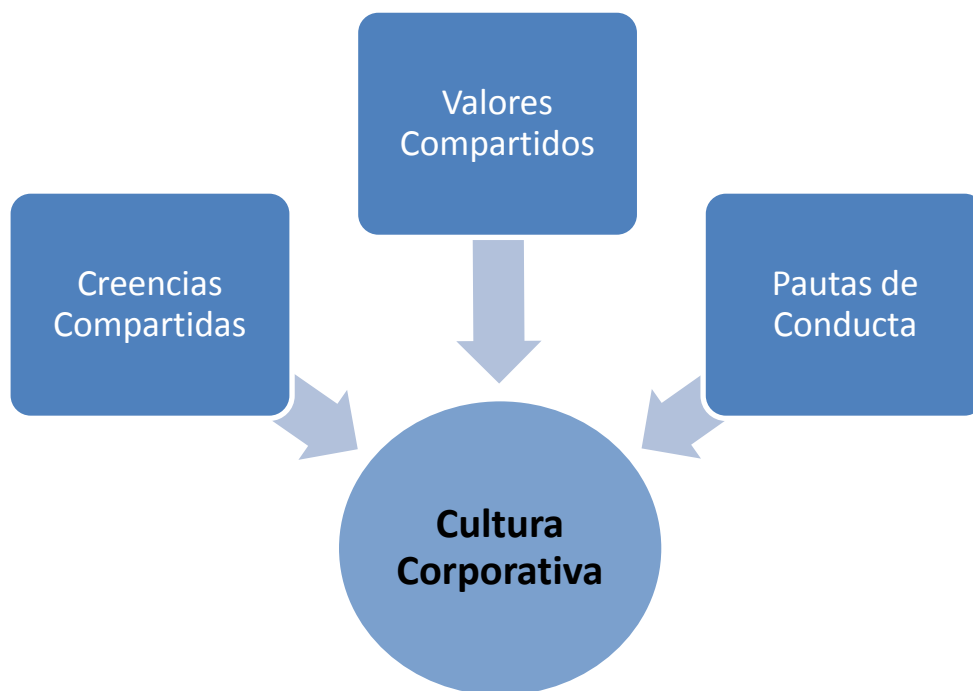 Valores
Compartidos
Creencias
Compartidas
Pautas de
Conducta
Cultura
Corporativa